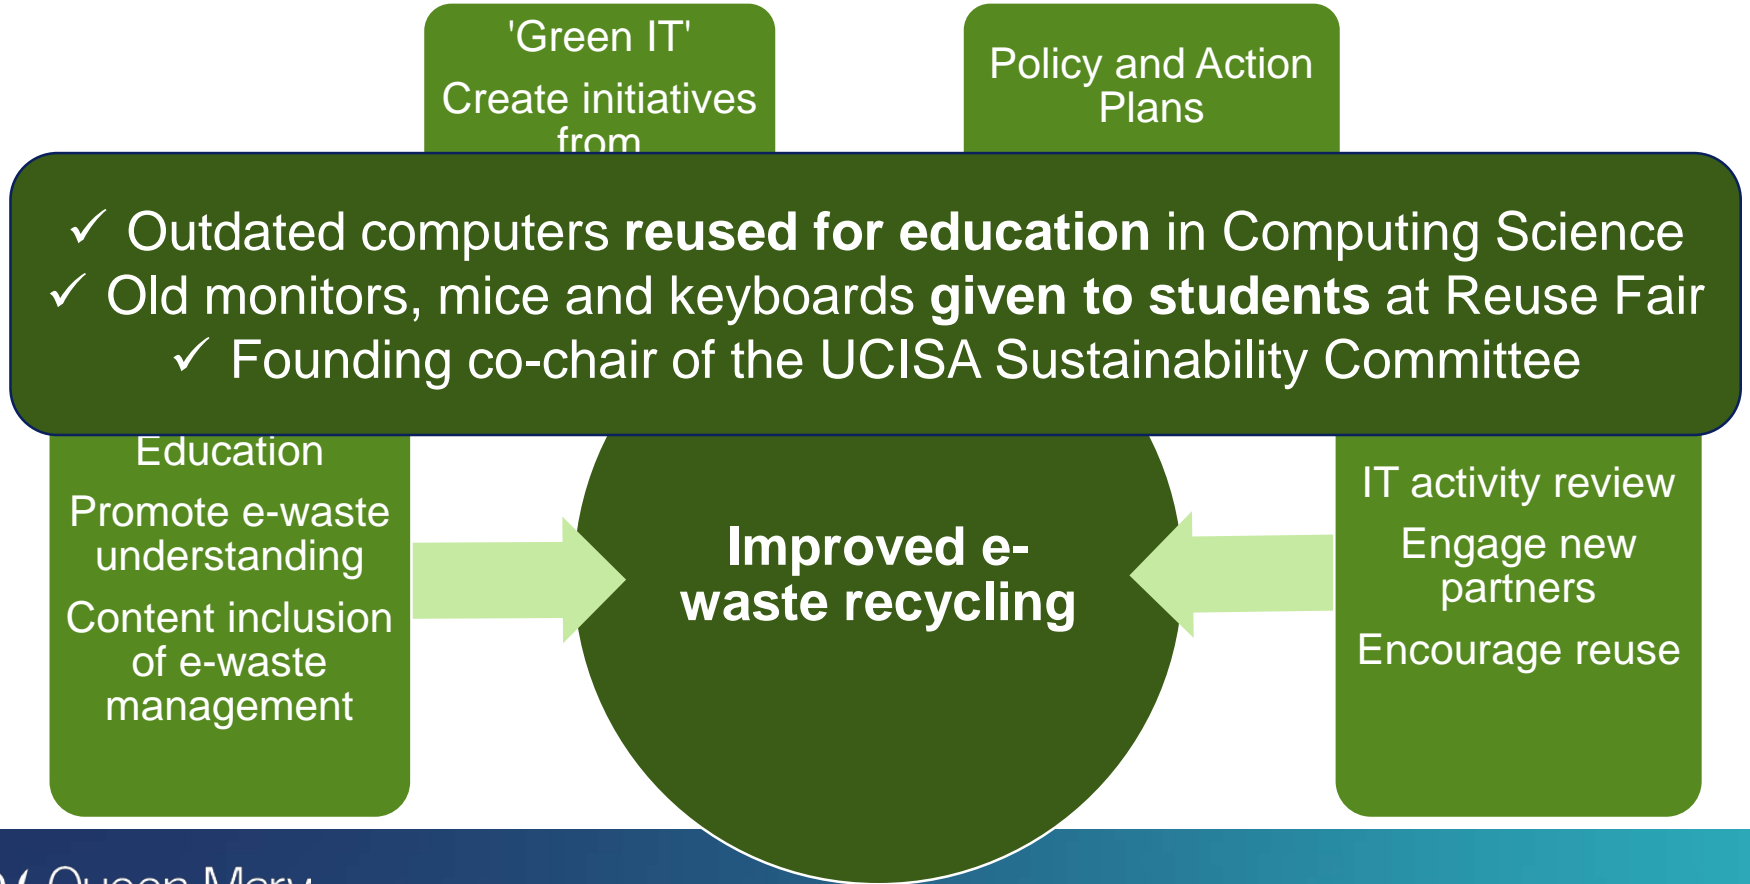 'Green IT'
Create initiatives
from
Policy and Action
Plans
✓ Outdated computers reused for education in Computing Science
✓ Old monitors, mice and keyboards given to students at Reuse Fair
✓ Founding co-chair of the UCISA Sustainability Committee
Education
Promote e-waste
understanding
Content inclusion
of e-waste
management
Improved e-
waste recycling
IT activity review
Engage new
partners
Encourage reuse
Queen Mary